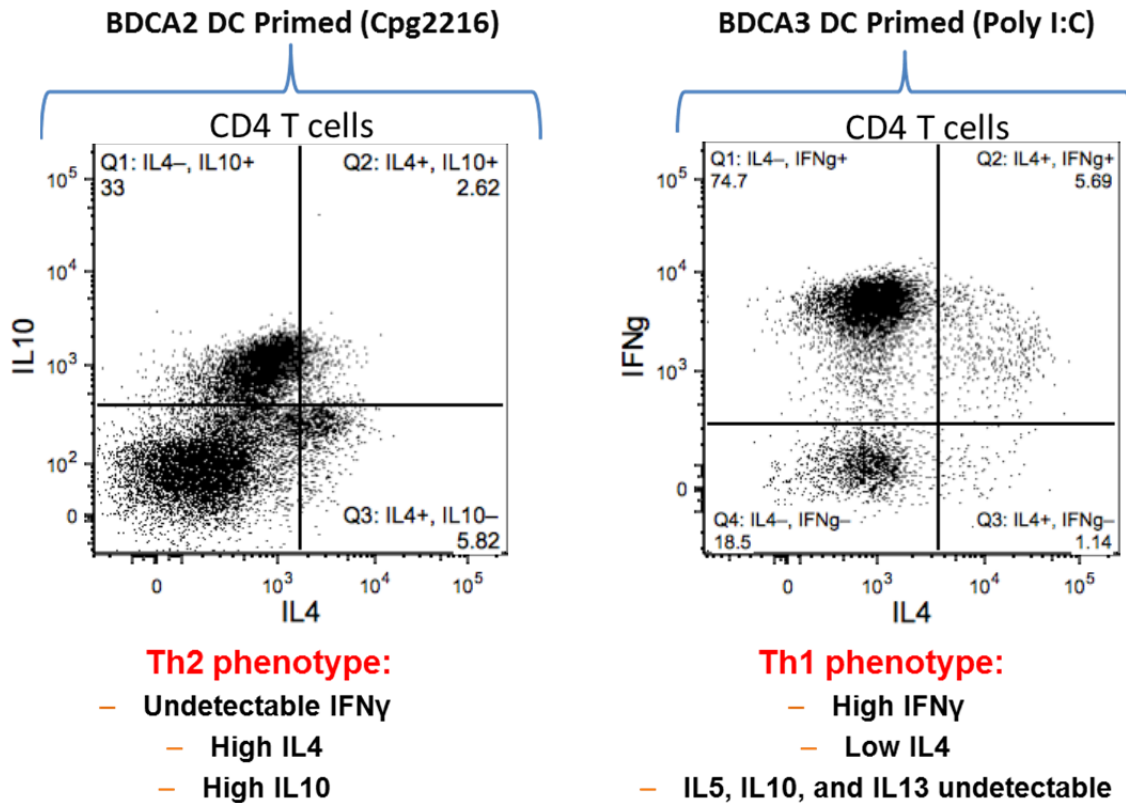 BDCA2 DC Primed (Cpg2216)
CD4 T cells
Q1: IL4–, IL10+
33
Q2: IL4+, IL10+
2.62
10^5
10^4
10^3
10^2
0
IL10
Q3: IL4+, IL10–
5.82
0
10^3
10^4
10^5
IL4
Th2 phenotype:
– Undetectable IFNγ
– High IL4
– High IL10
BDCA3 DC Primed (Poly I:C)
CD4 T cells
Q1: IL4–, IFNg+
74.7
Q2: IL4+, IFNg+
5.69
10^5
10^4
10^3
0
IFNg
Q4: IL4–, IFNg–
18.5
Q3: IL4+, IFNg–
1.14
0
10^3
10^4
10^5
IL4
Th1 phenotype:
– High IFNγ
– Low IL4
– IL5, IL10, and IL13 undetectable